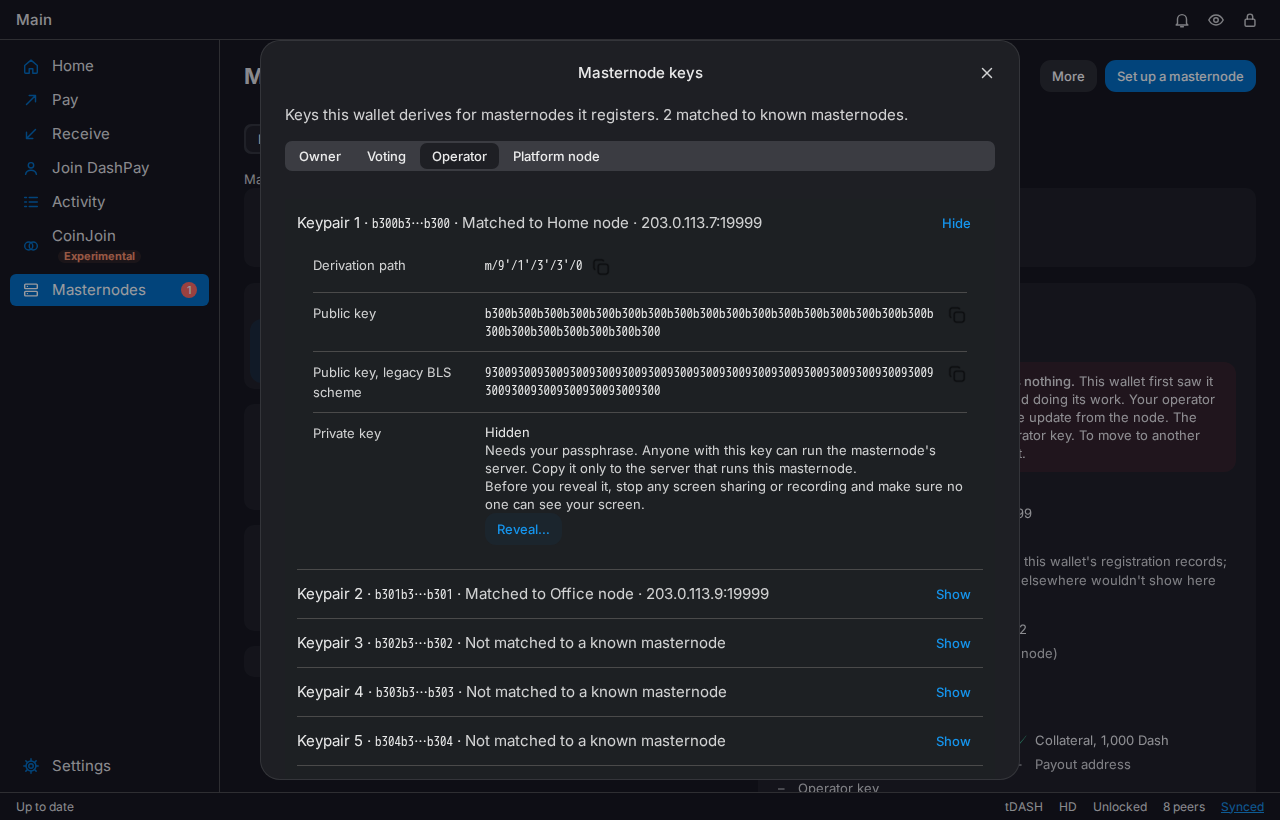 Main
Home
Pay
Receive
Join DashPay
Activity
CoinJoin
Experimental
Masternodes 1
Settings
More
Set up a masternode
Masternode keys
Keys this wallet derives for masternodes it registers. 2 matched to known masternodes.
Owner Voting Operator Platform node
Keypair 1 · b300b3···b300 · Matched to Home node · 203.0.113.7:19999 Hide
Derivation path m/9'/1'/3'/3'/0
Public key b300b300b300b300b300b300b300b300b300b300b300b300b300b300b300b300b300b
300b300b300b300b300b300b300
Public key, legacy BLS scheme
Private key Hidden
Needs your passphrase. Anyone with this key can run the masternode's
server. Copy it only to the server that runs this masternode.
Before you reveal it, stop any screen sharing or recording and make sure no
one can see your screen.
Reveal...
Keypair 2 · b301b3···b301 · Matched to Office node · 203.0.113.9:19999 Show
Keypair 3 · b302b3···b302 · Not matched to a known masternode Show
Keypair 4 · b303b3···b303 · Not matched to a known masternode Show
Keypair 5 · b304b3···b304 · Not matched to a known masternode Show
nothing. This wallet first saw it
doing its work. Your operator
update from the node. The
key. To move to another
this wallet's registration records;
elsewhere wouldn't show here
node)
Collateral, 1,000 Dash
Payout address
Operator key
Up to date
tDASH HD Unlocked 8 peers Synced